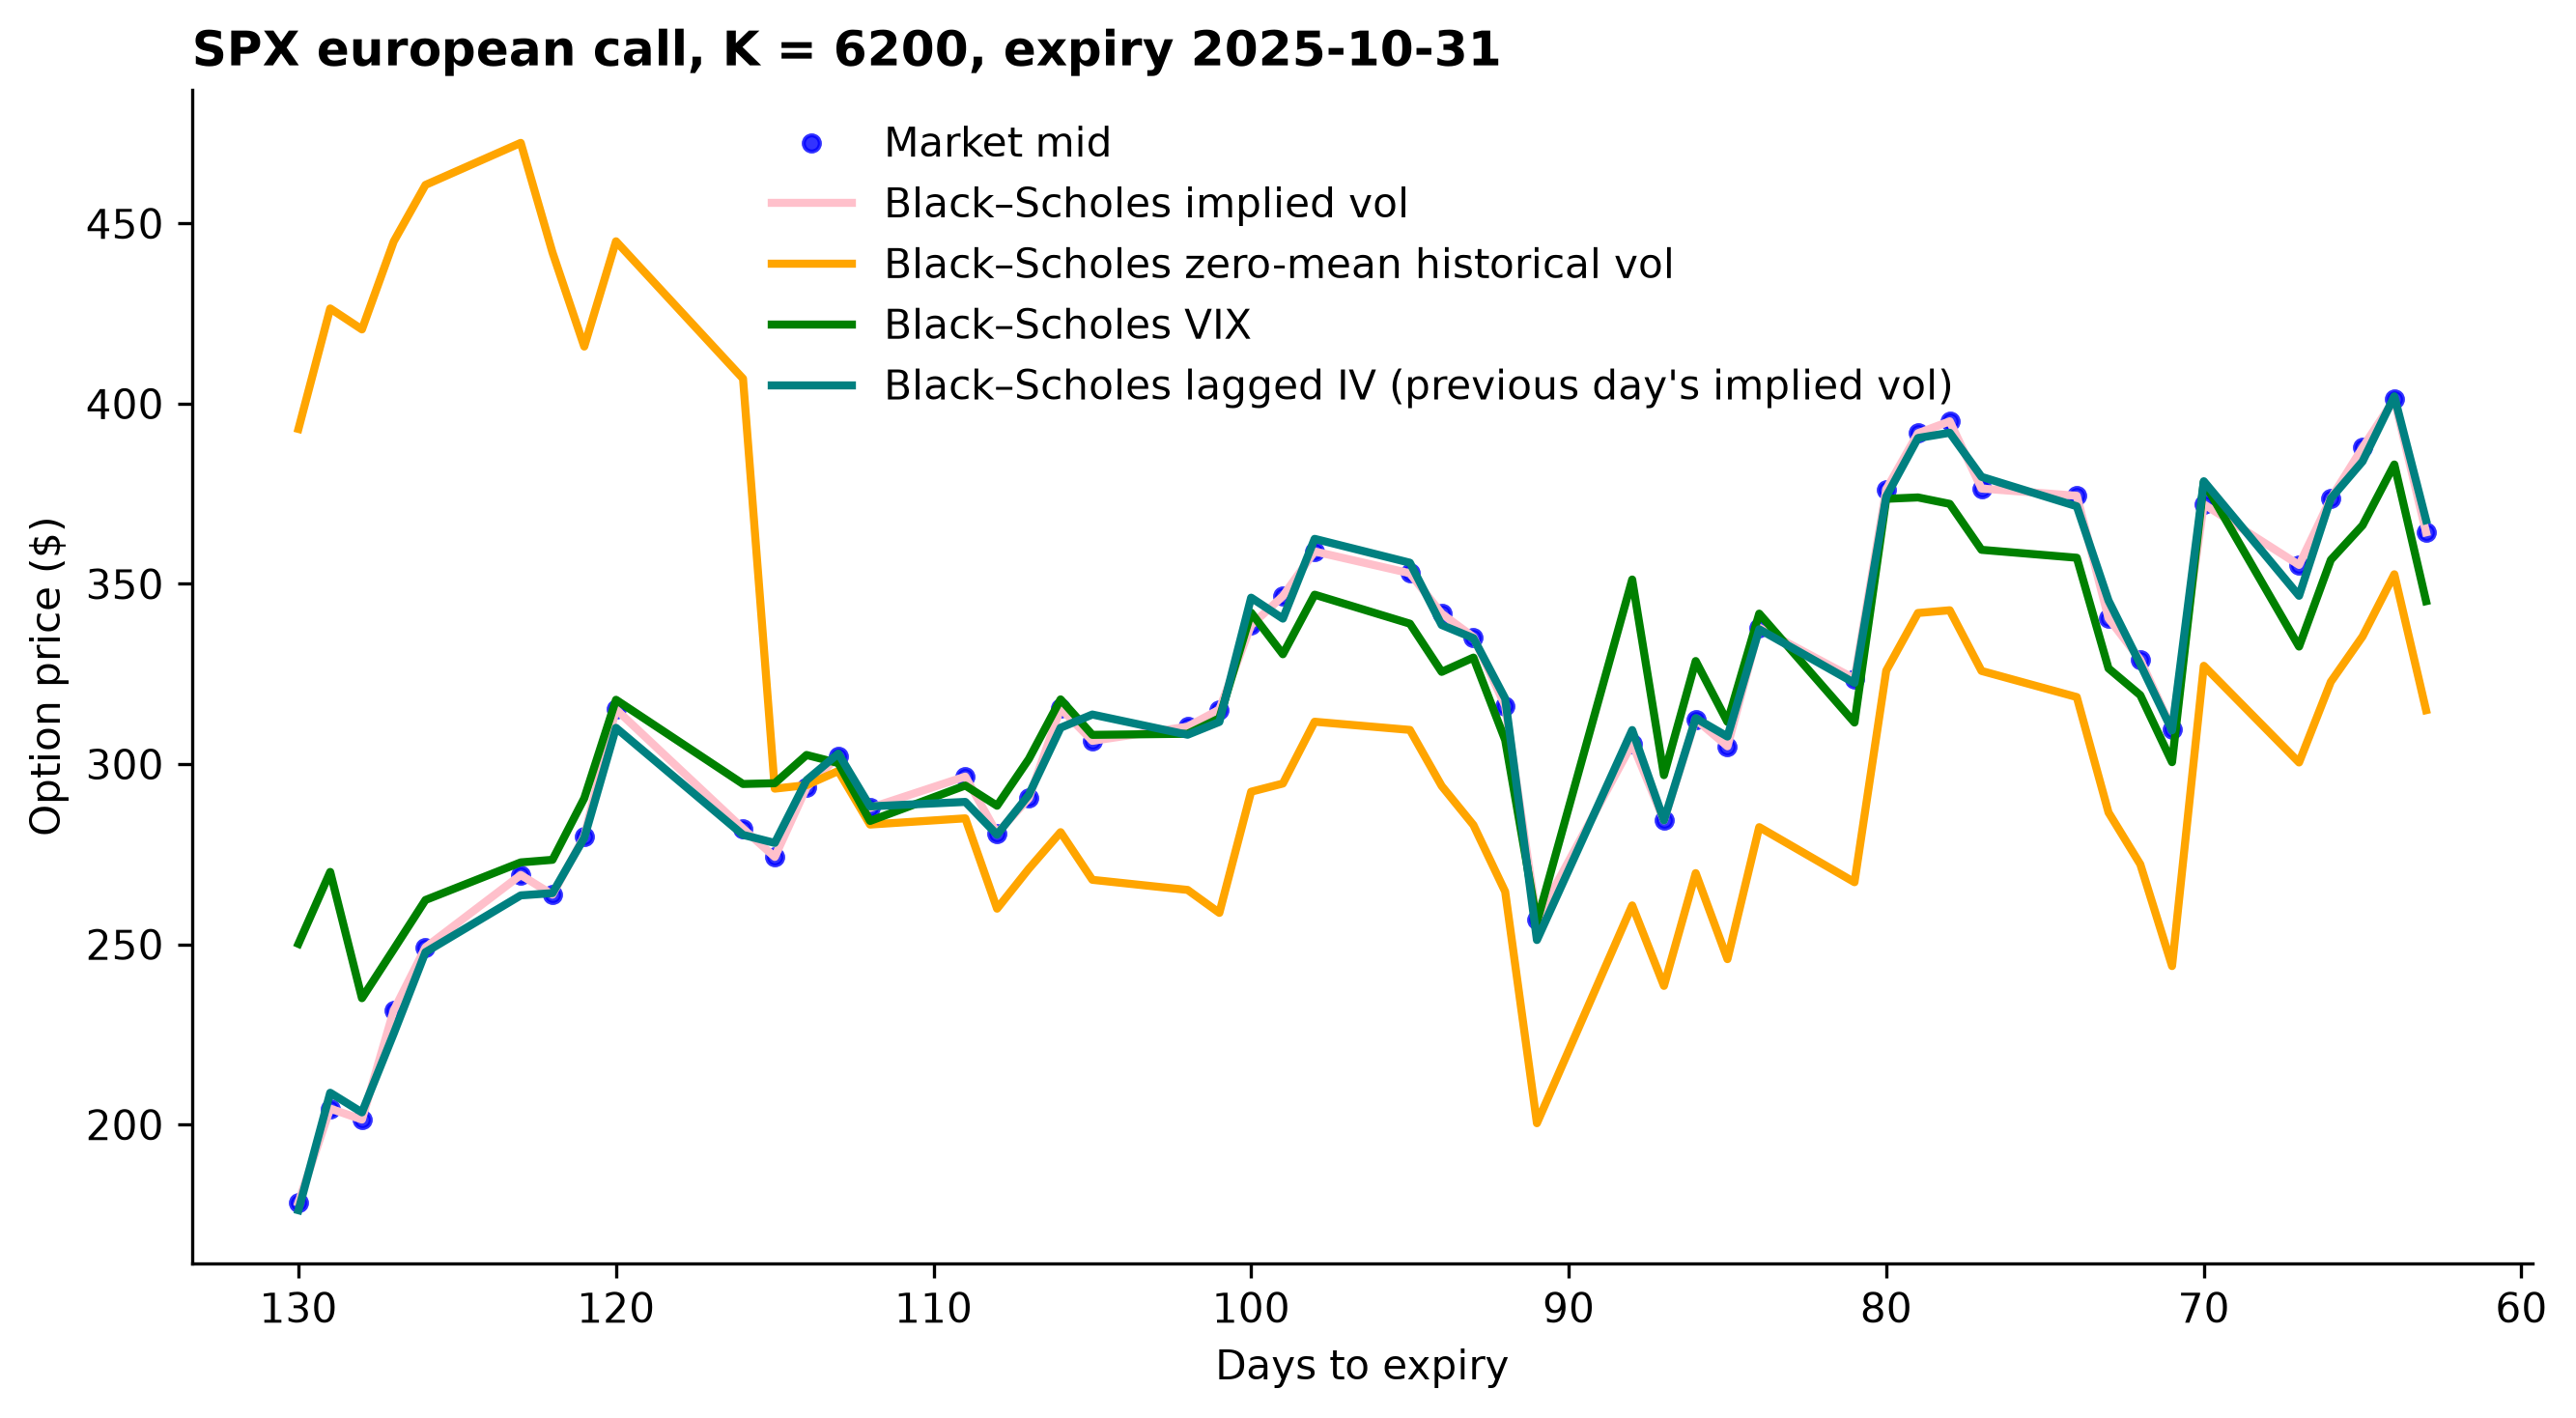 SPX european call, K = 6200, expiry 2025-10-31
Market mid
Black–Scholes implied vol
Black–Scholes zero-mean historical vol
Black–Scholes VIX
Black–Scholes lagged IV (previous day's implied vol)
Option price ($)
450
400
350
300
250
200
130 120 110 100 90 80 70 60
Days to expiry